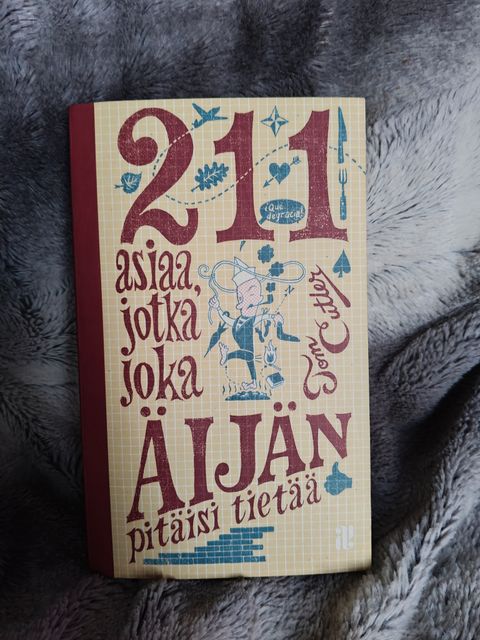 211
¡Qué
desgracia!
asiaa,
jotka
joka
Tom Cutler
ÄIJÄN
pitäisi tietää